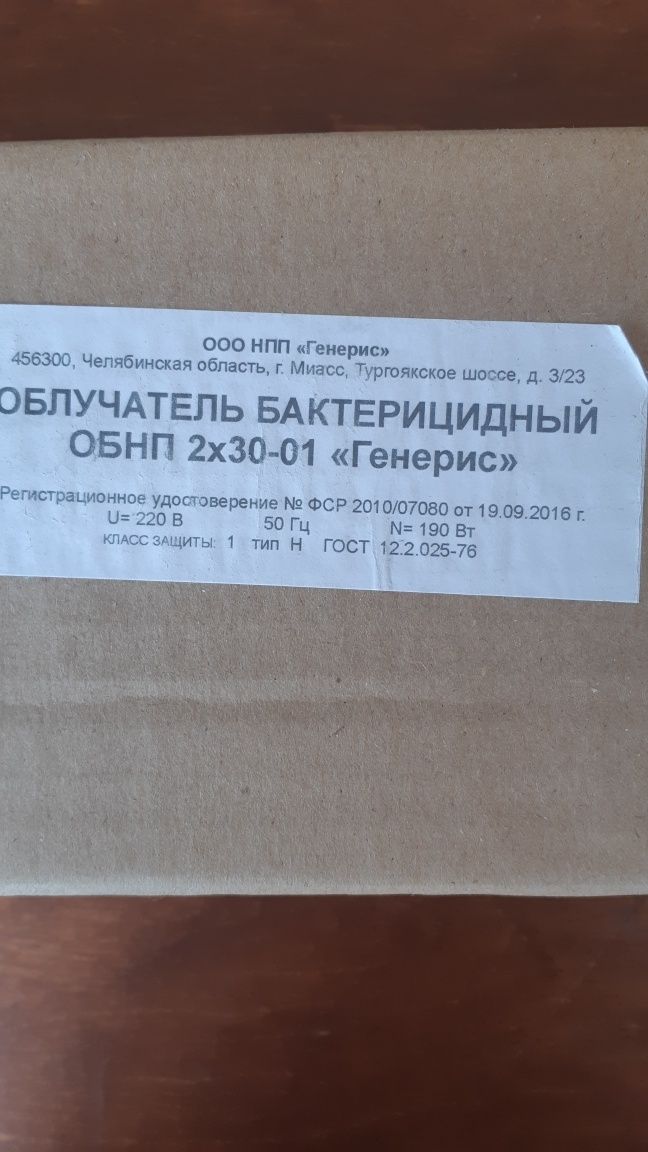 ООО НПП «Генерис»
456300, Челябинская область, г. Миасс, Тургоякское шоссе, д. 3/23
ОБЛУЧАТЕЛЬ БАКТЕРИЦИДНЫЙ
ОБНП 2х30-01 «Генерис»
Регистрационное удостоверение № ФСР 2010/07080 от 19.09.2016 г.
U= 220 В 50 Гц N= 190 Вт
КЛАСС ЗАЩИТЫ: 1 тип Н ГОСТ 12.2.025-76